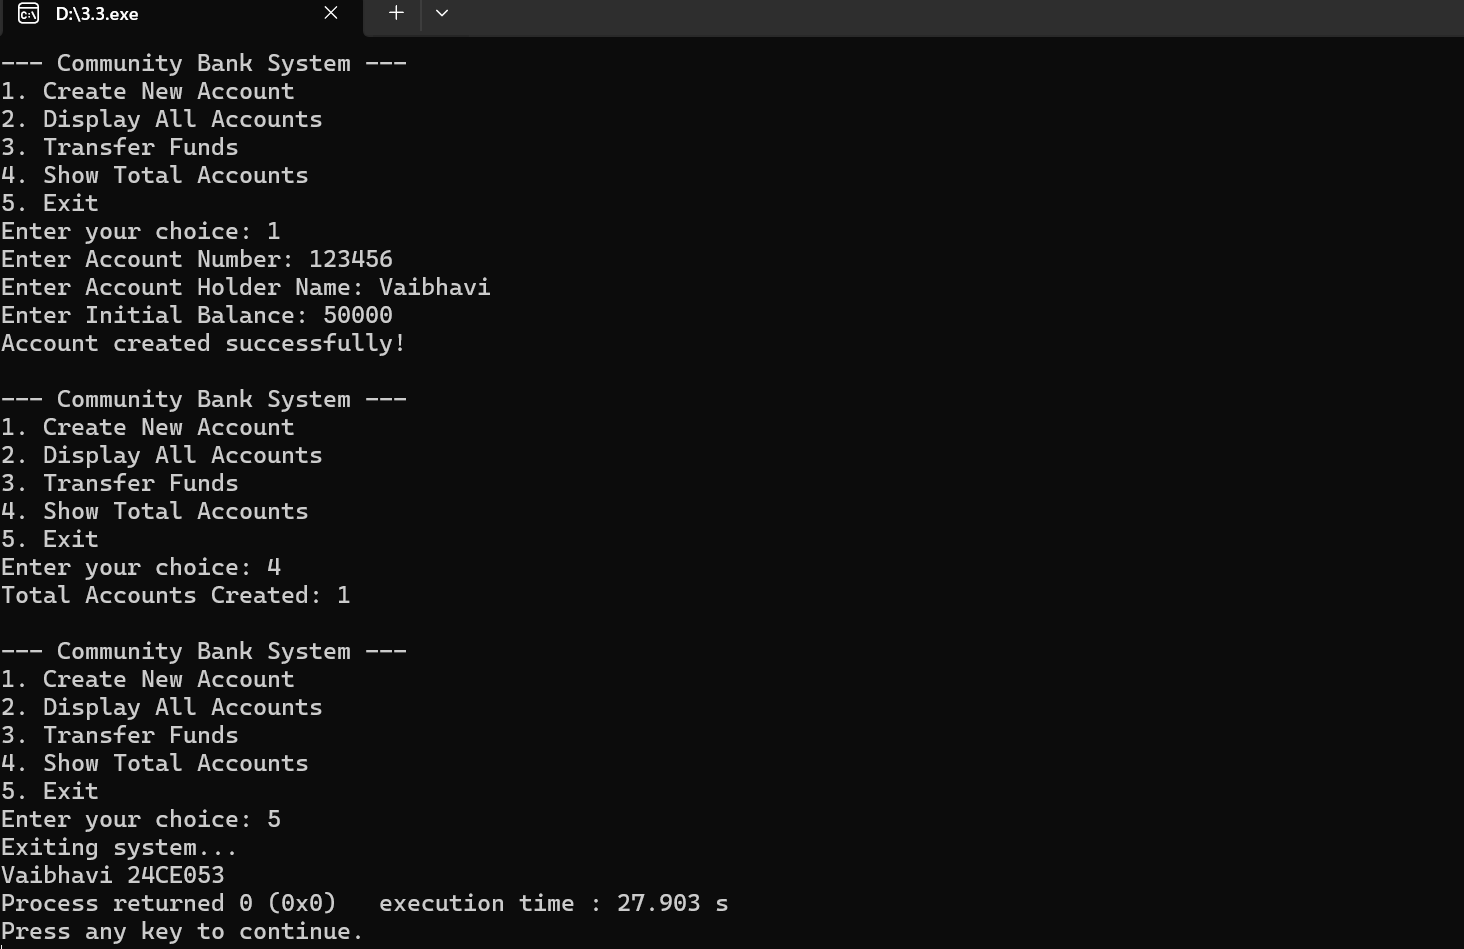 D:\3.3.exe
--- Community Bank System ---
1. Create New Account
2. Display All Accounts
3. Transfer Funds
4. Show Total Accounts
5. Exit
Enter your choice: 1
Enter Account Number: 123456
Enter Account Holder Name: Vaibhavi
Enter Initial Balance: 50000
Account created successfully!
--- Community Bank System ---
1. Create New Account
2. Display All Accounts
3. Transfer Funds
4. Show Total Accounts
5. Exit
Enter your choice: 4
Total Accounts Created: 1
--- Community Bank System ---
1. Create New Account
2. Display All Accounts
3. Transfer Funds
4. Show Total Accounts
5. Exit
Enter your choice: 5
Exiting system...
Vaibhavi 24CE053
Process returned 0 (0x0)   execution time : 27.903 s
Press any key to continue.